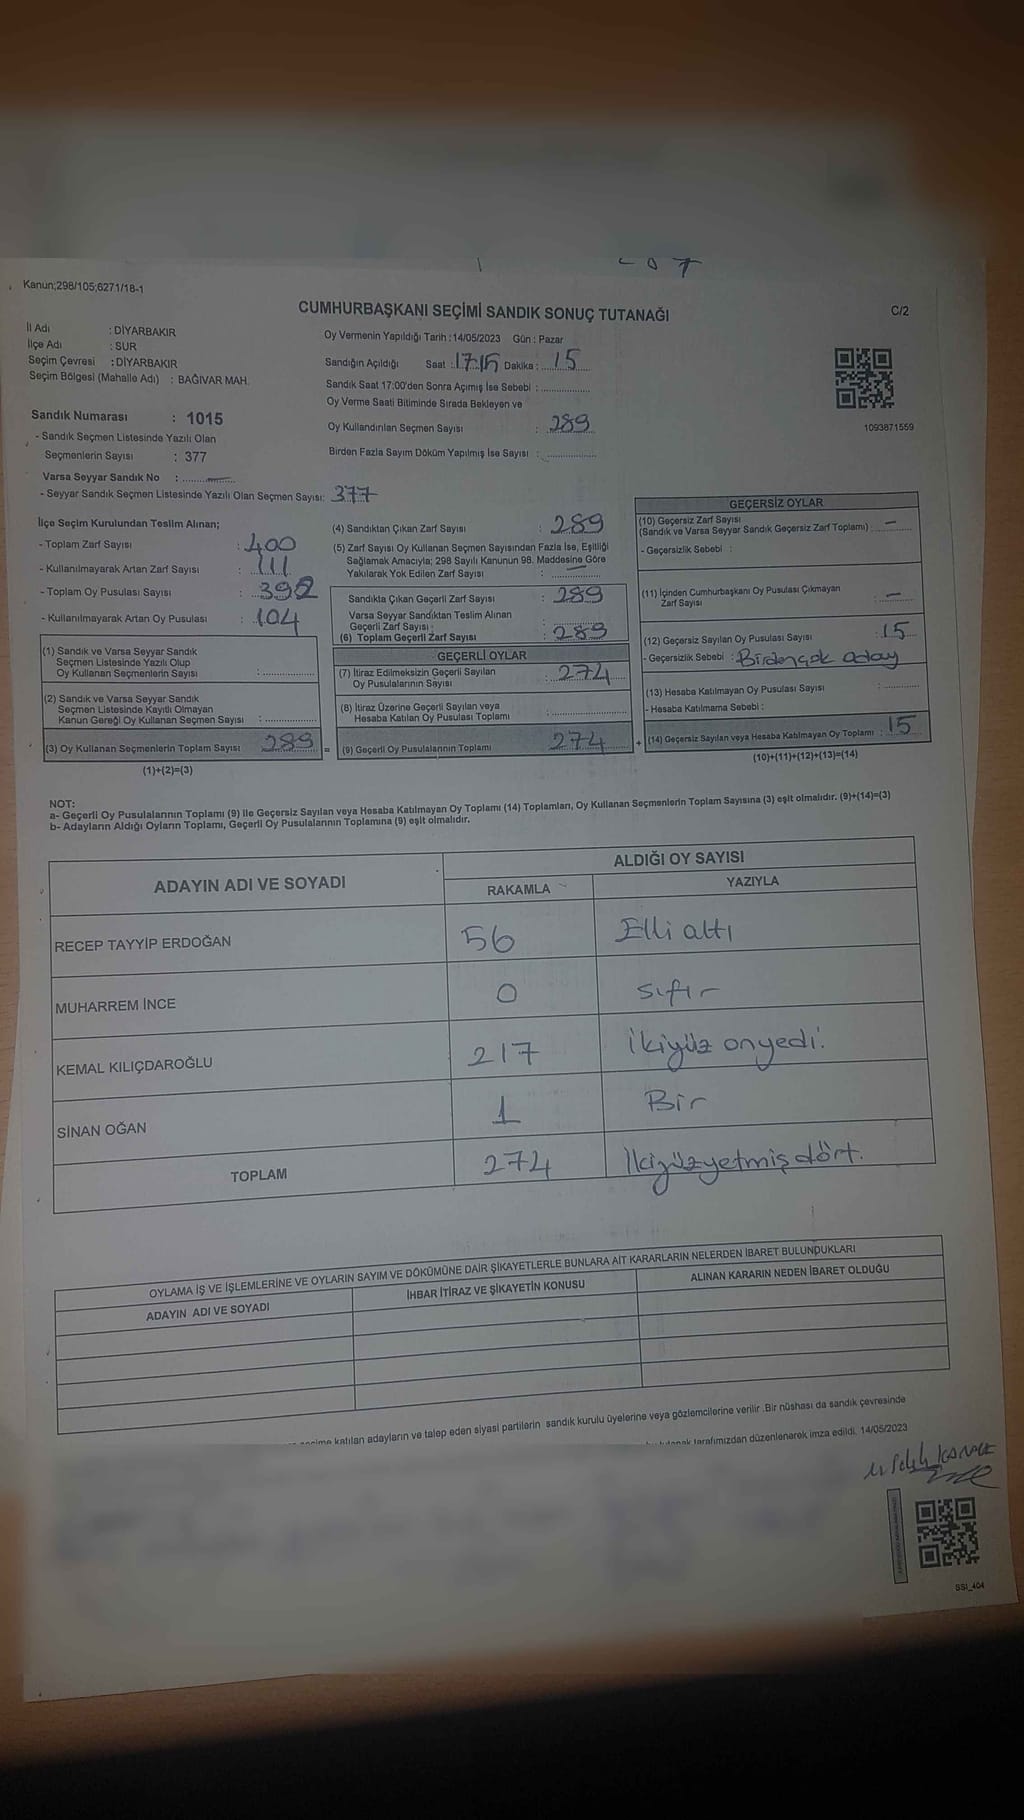 Kanun;298/105;6271/18-1
CUMHURBAŞKANI SEÇİMİ SANDIK SONUÇ TUTANAĞI
C/2
İl Adı : DİYARBAKIR
İlçe Adı : SUR
Seçim Çevresi : DİYARBAKIR
Seçim Bölgesi (Mahalle Adı) : BAĞIVAR MAH.
Oy Vermenin Yapıldığı Tarih : 14/05/2023 Gün : Pazar
Sandığın Açıldığı Saat : 17:15 Dakika : 15
Sandık Saat 17:00'den Sonra Açımış İse Sebebi :
Oy Verme Saati Bitiminde Sırada Bekleyen ve
Oy Kullandırılan Seçmen Sayısı : 289
Birden Fazla Sayım Döküm Yapılmış İse Sayısı :
1093871559
Sandık Numarası : 1015
- Sandık Seçmen Listesinde Yazılı Olan
Seçmenlerin Sayısı : 377
Varsa Seyyar Sandık No :
- Seyyar Sandık Seçmen Listesinde Yazılı Olan Seçmen Sayısı: 377
İlçe Seçim Kurulundan Teslim Alınan;
- Toplam Zarf Sayısı : 400
- Kullanılmayarak Artan Zarf Sayısı : 111
- Toplam Oy Pusulası Sayısı : 392
- Kullanılmayarak Artan Oy Pusulası : 104
(1) Sandık ve Varsa Seyyar Sandık
Seçmen Listesinde Yazılı Olup
Oy Kullanan Seçmenlerin Sayısı :
(2) Sandık ve Varsa Seyyar Sandık
Seçmen Listesinde Kayıtlı Olmayan
Kanun Gereği Oy Kullanan Seçmen Sayısı :
(3) Oy Kullanan Seçmenlerin Toplam Sayısı : 289
(1)+(2)=(3)
(4) Sandıktan Çıkan Zarf Sayısı : 289
(5) Zarf Sayısı Oy Kullanan Seçmen Sayısından Fazla İse, Eşitliği
Sağlamak Amacıyla; 298 Sayılı Kanunun 98. Maddesine Göre
Yakılarak Yok Edilen Zarf Sayısı :
Sandıkta Çıkan Geçerli Zarf Sayısı : 289
Varsa Seyyar Sandıktan Teslim Alınan
Geçerli Zarf Sayısı :
(6) Toplam Geçerli Zarf Sayısı : 289
GEÇERLİ OYLAR
(7) İtiraz Edilmeksizin Geçerli Sayılan
Oy Pusulalarının Sayısı : 274
(8) İtiraz Üzerine Geçerli Sayılan veya
Hesaba Katılan Oy Pusulası Toplamı :
= (9) Geçerli Oy Pusulalarının Toplamı 274 +
GEÇERSİZ OYLAR
(10) Geçersiz Zarf Sayısı
(Sandık ve Varsa Seyyar Sandık Geçersiz Zarf Toplamı) : -
- Geçersizlik Sebebi :
(11) İçinden Cumhurbaşkanı Oy Pusulası Çıkmayan
Zarf Sayısı : -
(12) Geçersiz Sayılan Oy Pusulası Sayısı : 15
- Geçersizlik Sebebi : Birdençok aday
(13) Hesaba Katılmayan Oy Pusulası Sayısı :
- Hesaba Katılmama Sebebi :
(14) Geçersiz Sayılan veya Hesaba Katılmayan Oy Toplamı : 15
(10)+(11)+(12)+(13)=(14)
NOT:
a- Geçerli Oy Pusulalarının Toplamı (9) ile Geçersiz Sayılan veya Hesaba Katılmayan Oy Toplamı (14) Toplamları, Oy Kullanan Seçmenlerin Toplam Sayısına (3) eşit olmalıdır. (9)+(14)=(3)
b- Adayların Aldığı Oyların Toplamı, Geçerli Oy Pusulalarının Toplamına (9) eşit olmalıdır.
ADAYIN ADI VE SOYADI
ALDIĞI OY SAYISI
RAKAMLA YAZIYLA
RECEP TAYYİP ERDOĞAN 56 Elli altı
MUHARREM İNCE 0 sıfır
KEMAL KILIÇDAROĞLU 217 İkiyüz onyedi.
SİNAN OĞAN 1 Bir
TOPLAM 274 İkiyüzyetmiş dört.
OYLAMA İŞ VE İŞLEMLERİNE VE OYLARIN SAYIM VE DÖKÜMÜNE DAİR ŞİKAYETLERLE BUNLARA AİT KARARLARIN NELERDEN İBARET BULUNDUKLARI
ADAYIN ADI VE SOYADI İHBAR İTİRAZ VE ŞİKAYETİN KONUSU ALINAN KARARIN NEDEN İBARET OLDUĞU
katılan adayların ve talep eden siyasi partilerin sandık kurulu üyelerine veya gözlemcilerine verilir .Bir nüshası da sandık çevresinde
tarafımızdan düzenlenerek imza edildi. 14/05/2023
SSI_404